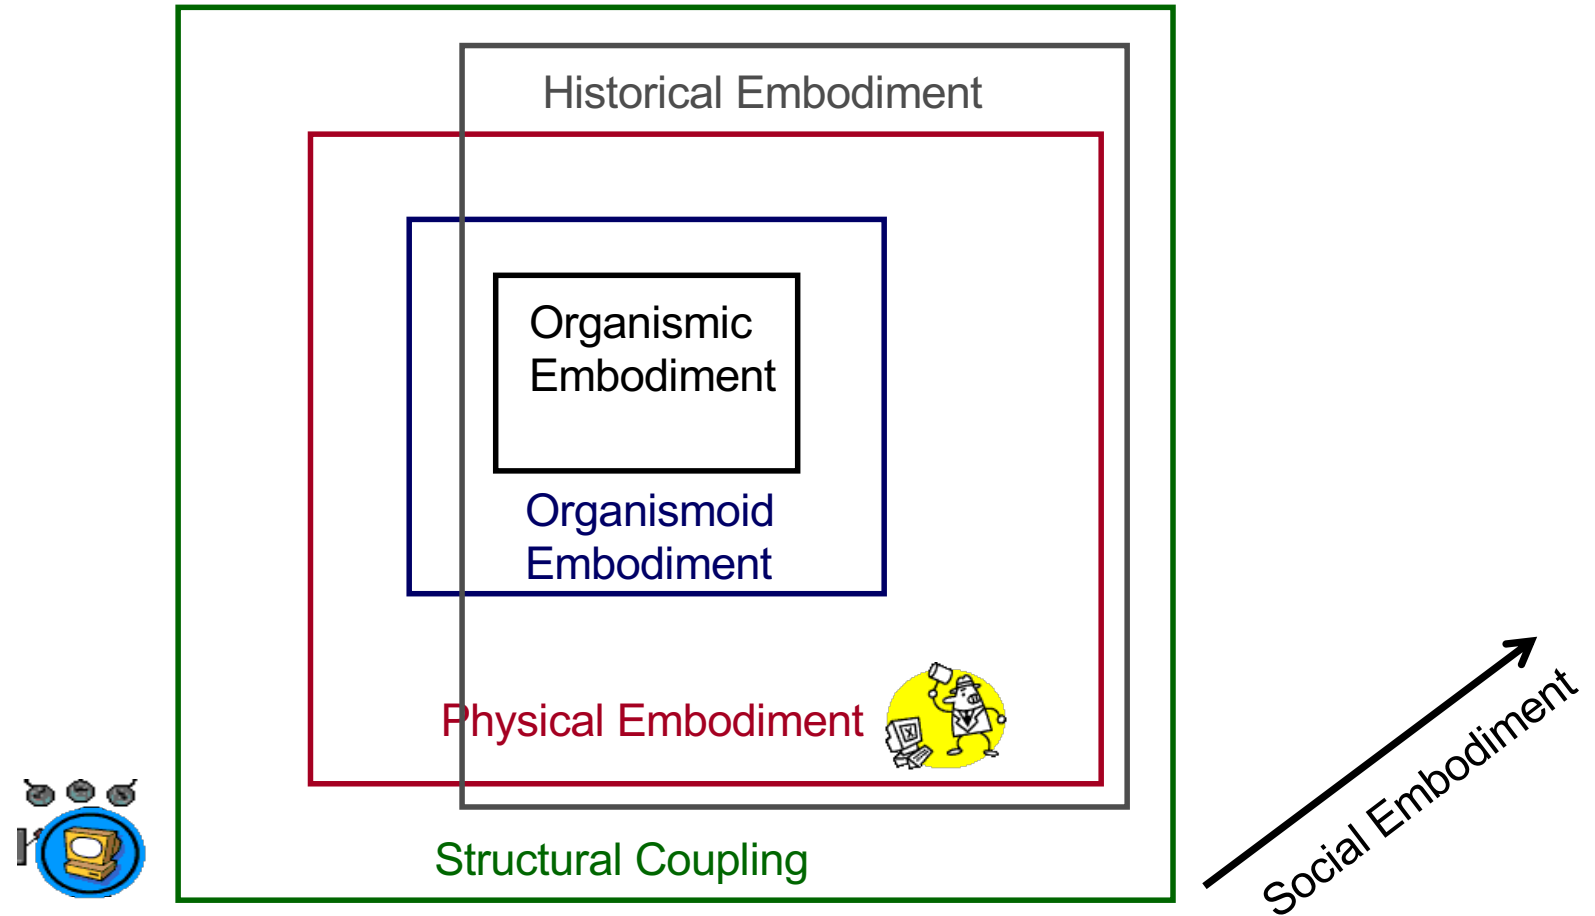 Historical Embodiment
Organismic
Embodiment
Organismoid
Embodiment
Physical Embodiment
Structural Coupling
Social Embodiment